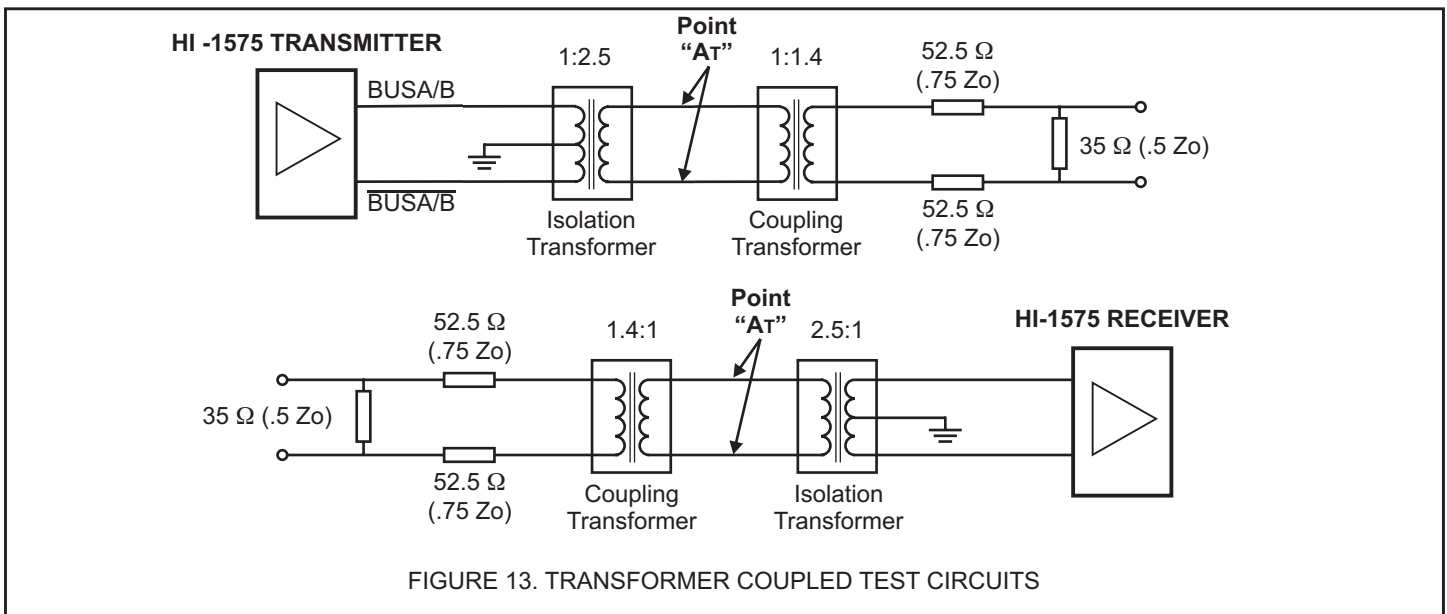 HI -1575 TRANSMITTER
Point
“AT”
1:2.5
1:1.4
52.5 Ω
(.75 Zo)
BUSA/B
35 Ω (.5 Zo)
BUSA/B
Isolation
Transformer
Coupling
Transformer
52.5 Ω
(.75 Zo)
Point
“AT”
HI-1575 RECEIVER
52.5 Ω
(.75 Zo)
1.4:1
2.5:1
35 Ω (.5 Zo)
52.5 Ω
(.75 Zo)
Coupling
Transformer
Isolation
Transformer
FIGURE 13. TRANSFORMER COUPLED TEST CIRCUITS